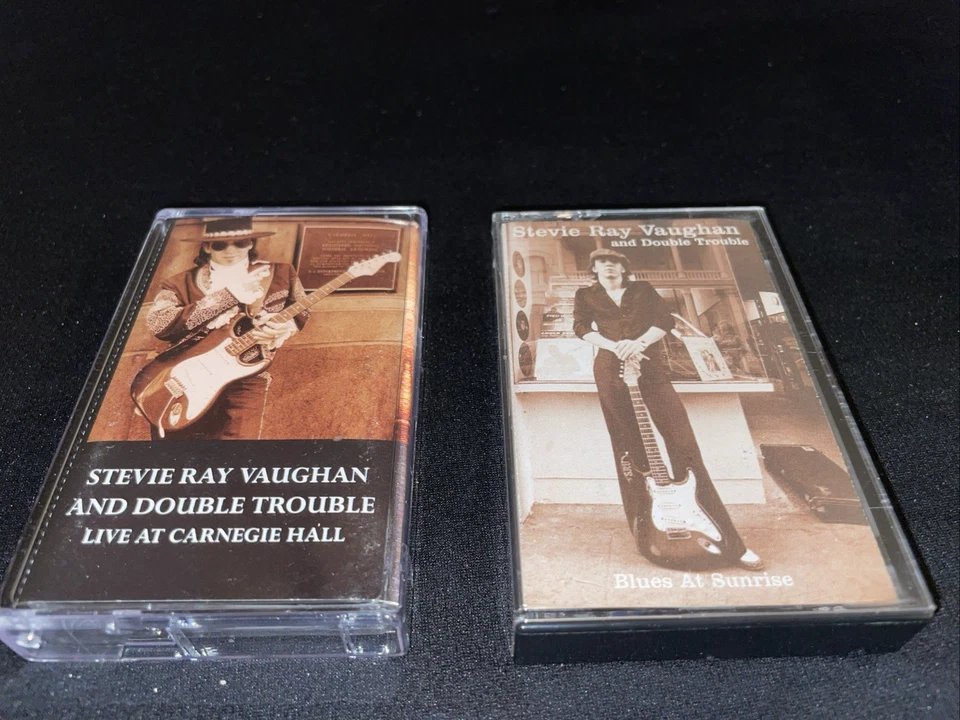 STEVIE RAY VAUGHAN
AND DOUBLE TROUBLE
LIVE AT CARNEGIE HALL
Stevie Ray Vaughan
and Double Trouble
Blues At Sunrise